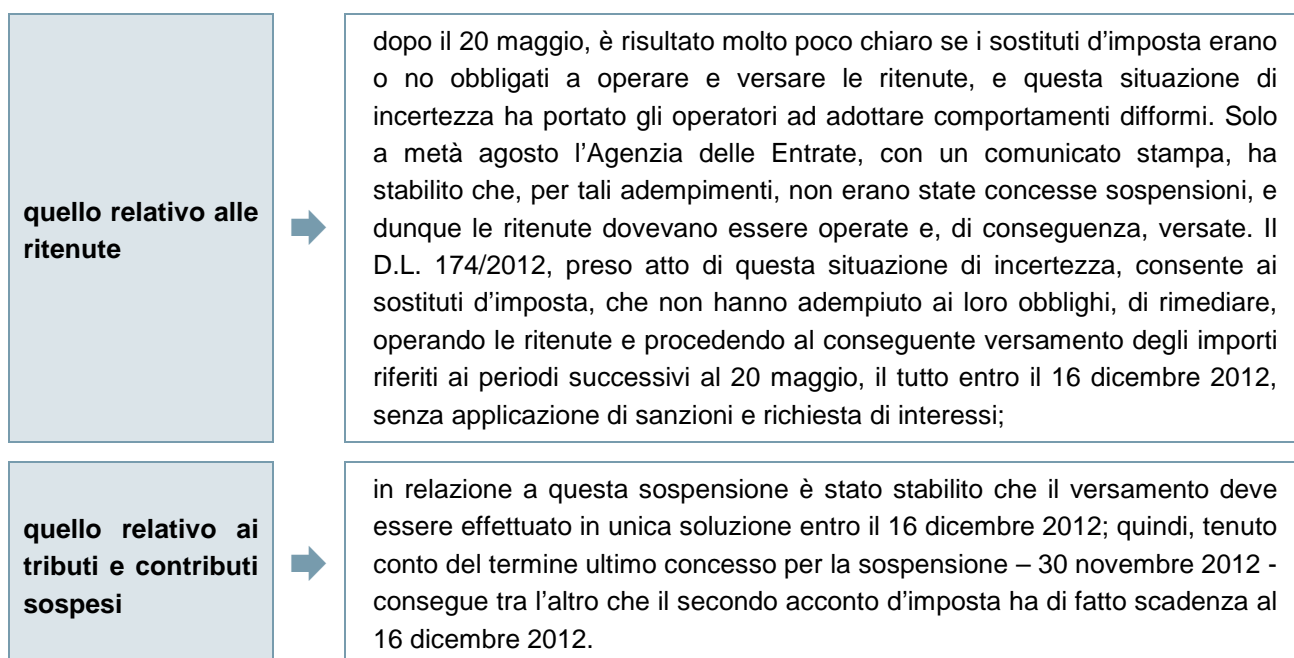 quello relativo alle
ritenute
dopo il 20 maggio, è risultato molto poco chiaro se i sostituti d’imposta erano
o no obbligati a operare e versare le ritenute, e questa situazione di
incertezza ha portato gli operatori ad adottare comportamenti difformi. Solo
a metà agosto l’Agenzia delle Entrate, con un comunicato stampa, ha
stabilito che, per tali adempimenti, non erano state concesse sospensioni, e
dunque le ritenute dovevano essere operate e, di conseguenza, versate. Il
D.L. 174/2012, preso atto di questa situazione di incertezza, consente ai
sostituti d’imposta, che non hanno adempiuto ai loro obblighi, di rimediare,
operando le ritenute e procedendo al conseguente versamento degli importi
riferiti ai periodi successivi al 20 maggio, il tutto entro il 16 dicembre 2012,
senza applicazione di sanzioni e richiesta di interessi;
quello relativo ai
tributi e contributi
sospesi
in relazione a questa sospensione è stato stabilito che il versamento deve
essere effettuato in unica soluzione entro il 16 dicembre 2012; quindi, tenuto
conto del termine ultimo concesso per la sospensione – 30 novembre 2012 -
consegue tra l’altro che il secondo acconto d’imposta ha di fatto scadenza al
16 dicembre 2012.